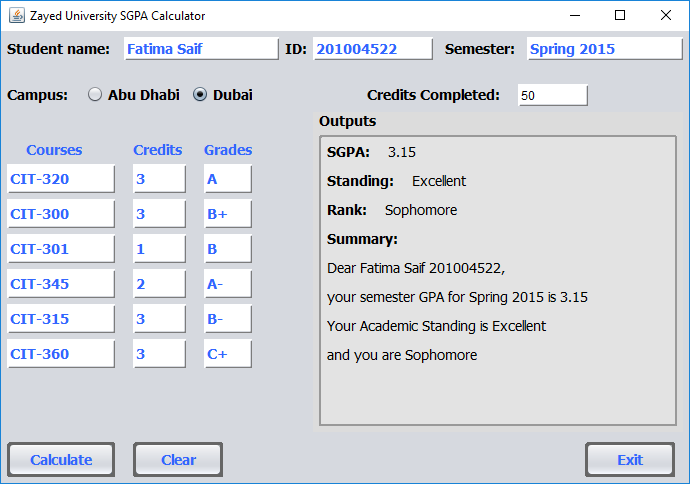 Zayed University SGPA Calculator
Student name: Fatima Saif ID: 201004522 Semester: Spring 2015
Campus: Abu Dhabi Dubai Credits Completed: 50
Courses Credits Grades
CIT-320 3 A
CIT-300 3 B+
CIT-301 1 B
CIT-345 2 A-
CIT-315 3 B-
CIT-360 3 C+
Outputs
SGPA: 3.15
Standing: Excellent
Rank: Sophomore
Summary:
Dear Fatima Saif 201004522,
your semester GPA for Spring 2015 is 3.15
Your Academic Standing is Excellent
and you are Sophomore
Calculate Clear Exit